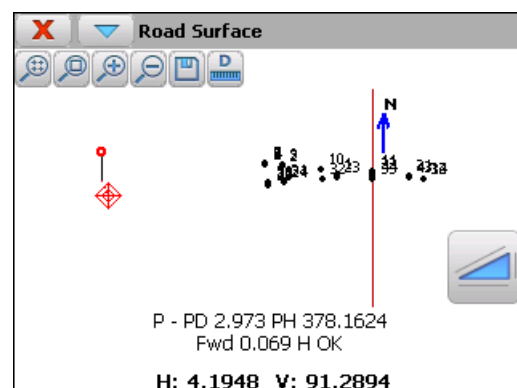 Road Surface
D
N
P - PD 2.973 PH 378.1624
Fwd 0.069 H OK
H: 4.1948 V: 91.2894